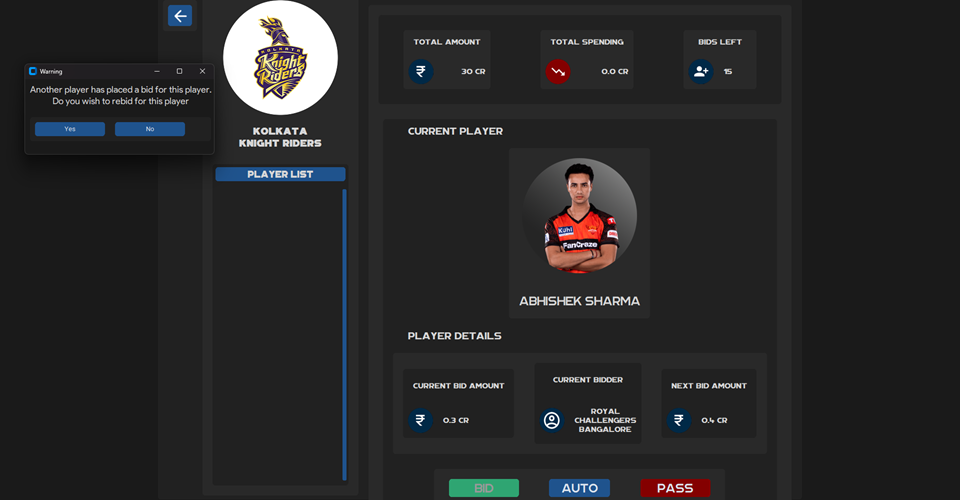 Warning
Another player has placed a bid for this player.
Do you wish to rebid for this player
Yes
No
KOLKATA
Knight
Riders
KOLKATA
KNIGHT RIDERS
PLAYER LIST
TOTAL AMOUNT
₹ 30 CR
TOTAL SPENDING
0.0 CR
BIDS LEFT
15
CURRENT PLAYER
Kuhl
FanCraze
ABHISHEK SHARMA
PLAYER DETAILS
CURRENT BID AMOUNT
₹ 0.3 CR
CURRENT BIDDER
ROYAL
CHALLENGERS
BANGALORE
NEXT BID AMOUNT
₹ 0.4 CR
BID
AUTO
PASS